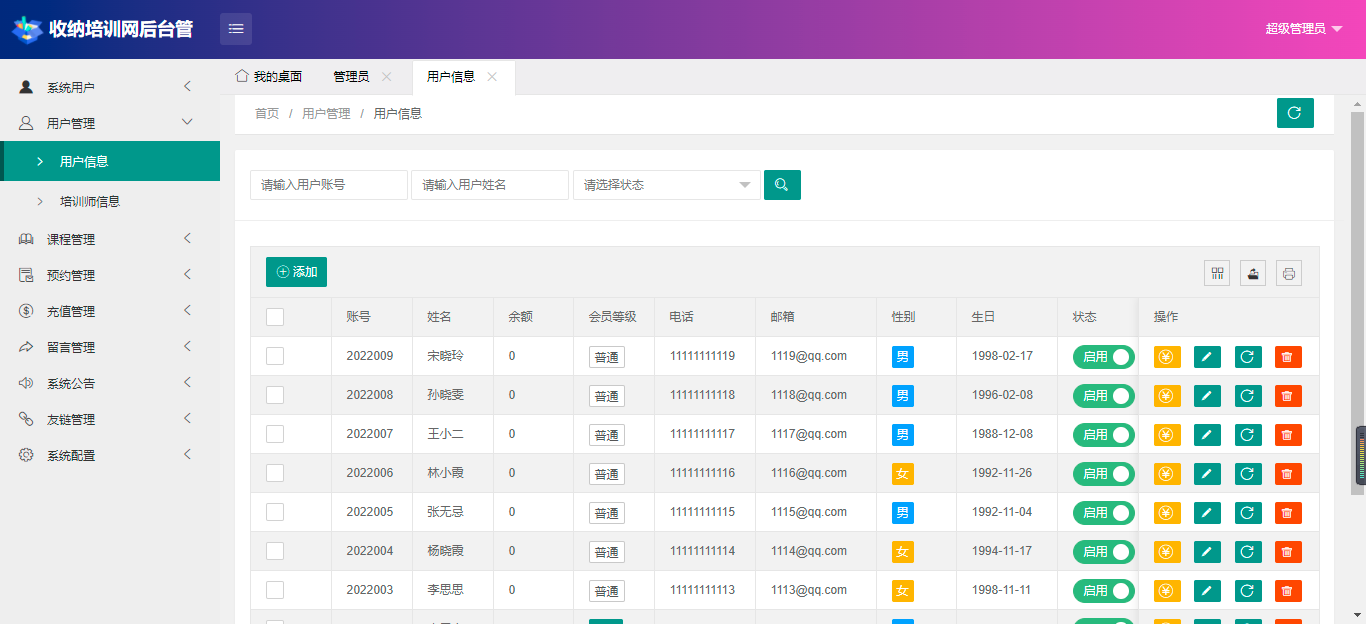 收纳培训网后台管
超级管理员
系统用户
用户管理
用户信息
培训师信息
课程管理
预约管理
充值管理
留言管理
系统公告
友链管理
系统配置
我的桌面 管理员 用户信息
首页 / 用户管理 / 用户信息
请输入用户账号 请输入用户姓名 请选择状态
添加
账号 姓名 余额 会员等级 电话 邮箱 性别 生日 状态 操作
2022009 宋晓玲 0 普通 11111111119 1119@qq.com 男 1998-02-17 启用
2022008 孙晓雯 0 普通 11111111118 1118@qq.com 男 1996-02-08 启用
2022007 王小二 0 普通 11111111117 1117@qq.com 男 1988-12-08 启用
2022006 林小霞 0 普通 11111111116 1116@qq.com 女 1992-11-26 启用
2022005 张无忌 0 普通 11111111115 1115@qq.com 男 1992-11-04 启用
2022004 杨晓霞 0 普通 11111111114 1114@qq.com 女 1994-11-17 启用
2022003 李思思 0 普通 11111111113 1113@qq.com 女 1998-11-11 启用